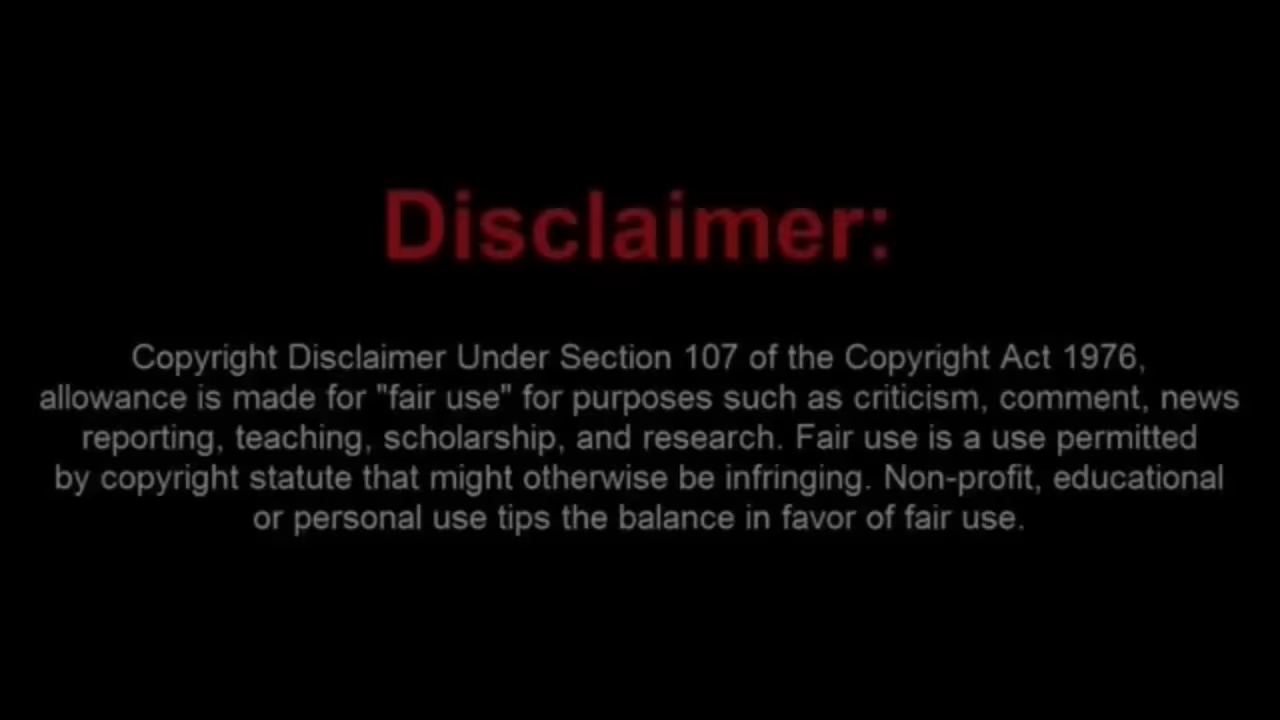 Disclaimer:
Copyright Disclaimer Under Section 107 of the Copyright Act 1976,
allowance is made for "fair use" for purposes such as criticism, comment, news
reporting, teaching, scholarship, and research. Fair use is a use permitted
by copyright statute that might otherwise be infringing. Non-profit, educational
or personal use tips the balance in favor of fair use.